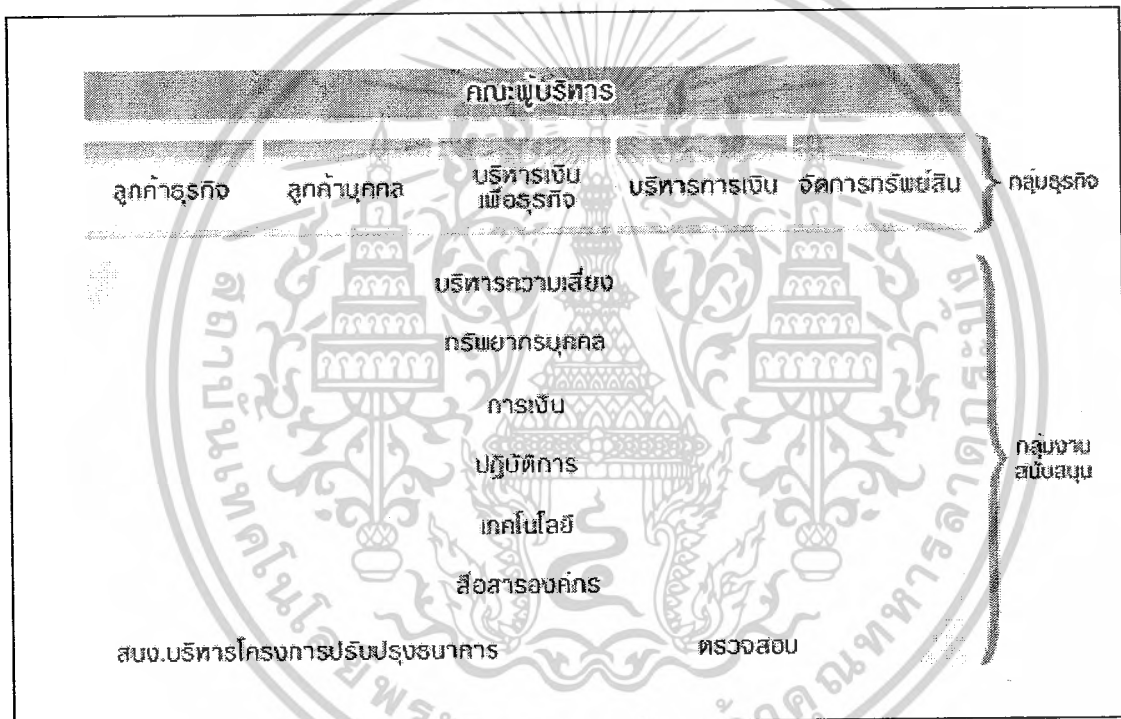 คณะผู้บริหาร
ลูกค้าธุรกิจ
ลูกค้าบุคคล
บริหารเงิน
เพื่อธุรกิจ
บริหารการเงิน
จัดการทรัพย์สิน
กลุ่มธุรกิจ
บริหารความเสี่ยง
ทรัพยากรบุคคล
การเงิน
ปฏิบัติการ
เทคโนโลยี
สื่อสารองค์กร
สนง.บริหารโครงการปรับปรุงธนาคาร
ตรวจสอบ
กลุ่มงาน
สนับสนุน